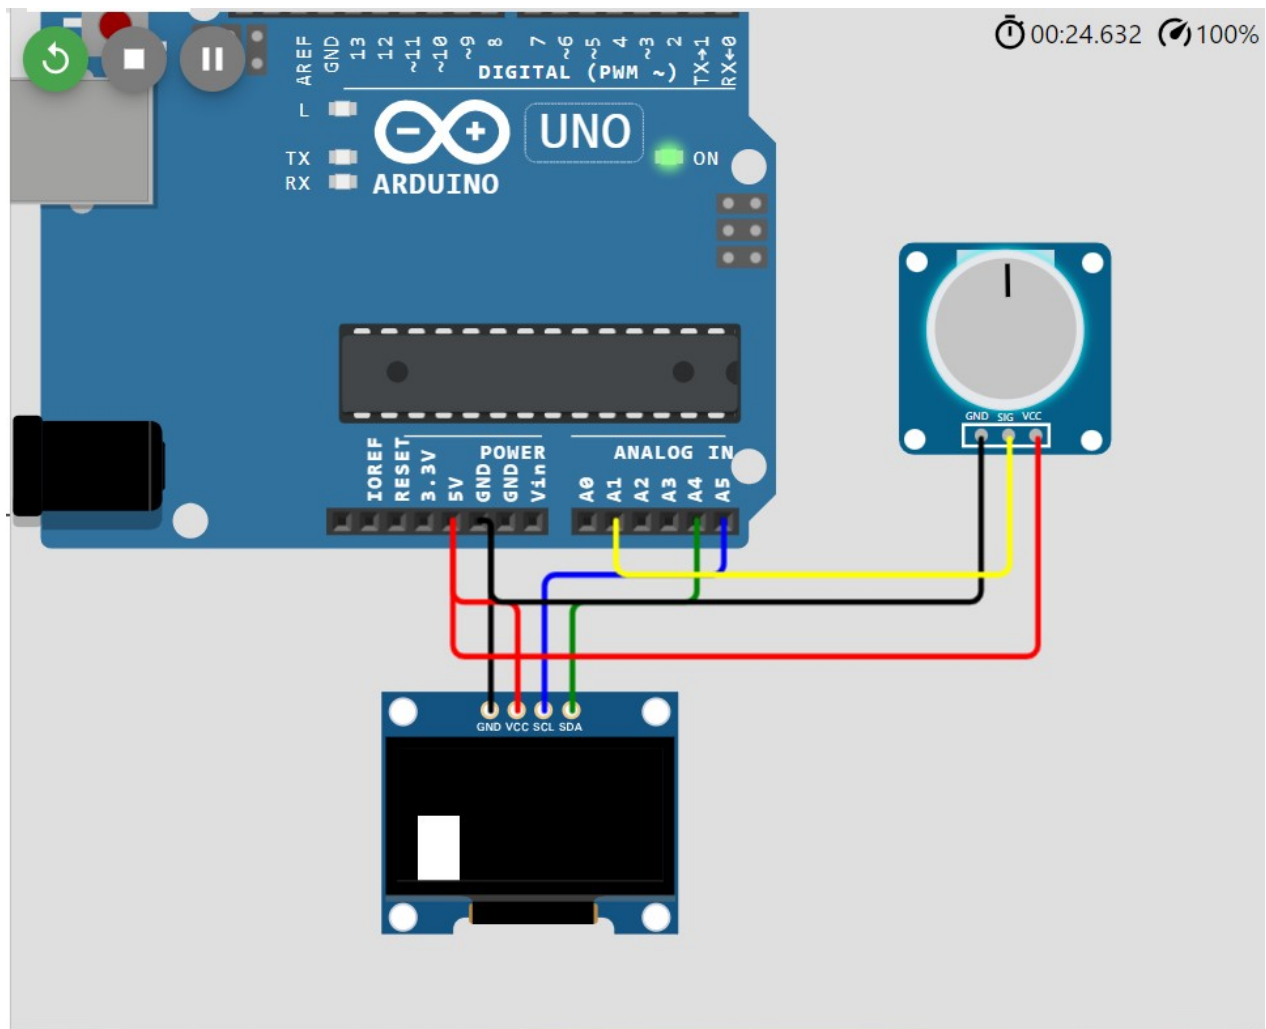 00:24.632 100%
AREF GND 13 12 ~11 ~10 ~9 8 7 ~6 ~5 4 ~3 2 TX→1 RX←0
DIGITAL (PWM ~)
L
UNO
TX
RX
ON
ARDUINO
GND SIG VCC
POWER
ANALOG IN
IOREF RESET 3.3V 5V GND GND Vin A0 A1 A2 A3 A4 A5
GND VCC SCL SDA